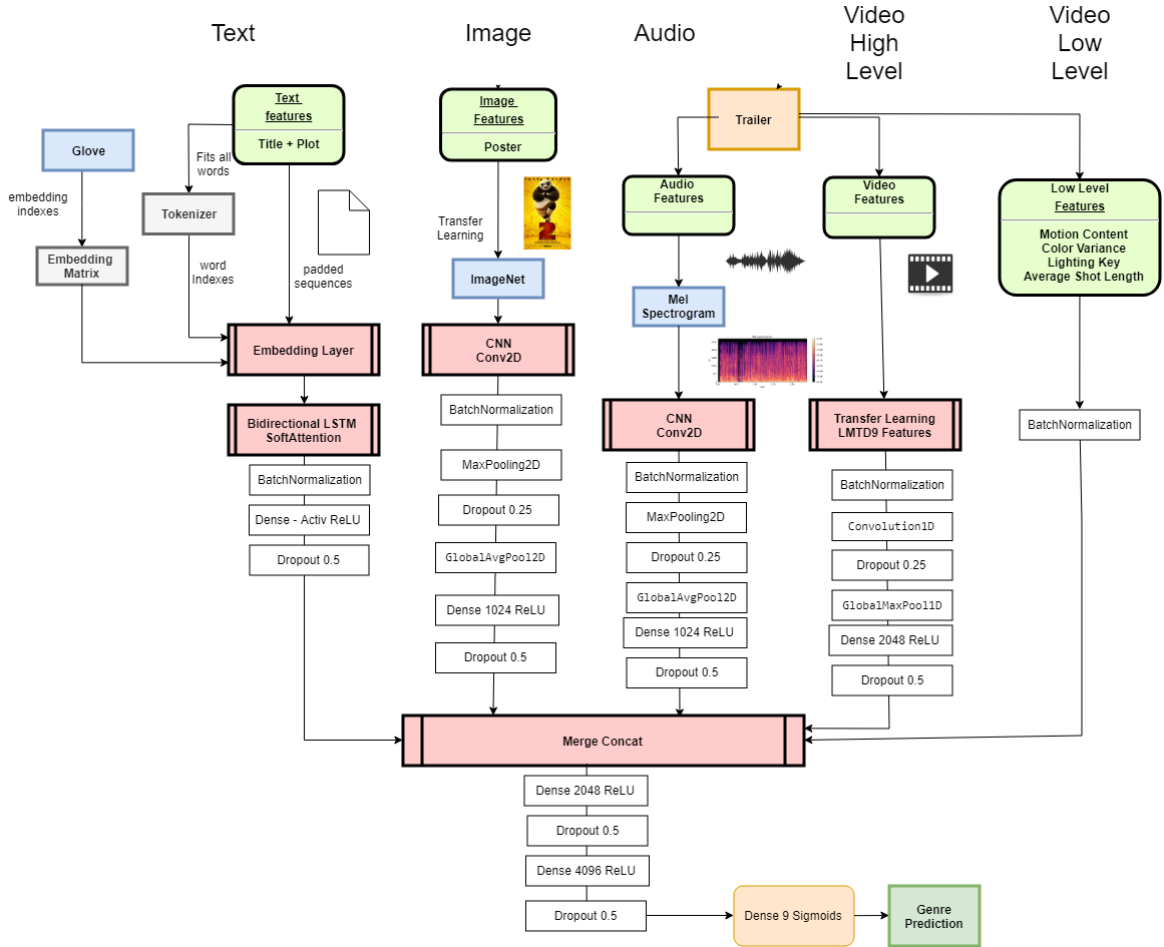 Text
Image
Audio
Video
High
Level
Video
Low
Level
Text
features
Title + Plot
Glove
embedding
indexes
Embedding
Matrix
Fits all
words
Tokenizer
word
Indexes
padded
sequences
Embedding Layer
Bidirectional LSTM
SoftAttention
BatchNormalization
Dense - Activ ReLU
Dropout 0.5
Image
Features
Poster
Transfer
Learning
2
ImageNet
CNN
Conv2D
BatchNormalization
MaxPooling2D
Dropout 0.25
GlobalAvgPool2D
Dense 1024 ReLU
Dropout 0.5
Trailer
Audio
Features
Mel
Spectrogram
CNN
Conv2D
BatchNormalization
MaxPooling2D
Dropout 0.25
GlobalAvgPool2D
Dense 1024 ReLU
Dropout 0.5
Video
Features
Transfer Learning
LMTD9 Features
BatchNormalization
Convolution1D
Dropout 0.25
GlobalMaxPool1D
Dense 2048 ReLU
Dropout 0.5
Low Level
Features
Motion Content
Color Variance
Lighting Key
Average Shot Length
BatchNormalization
Merge Concat
Dense 2048 ReLU
Dropout 0.5
Dense 4096 ReLU
Dropout 0.5
Dense 9 Sigmoids
Genre
Prediction